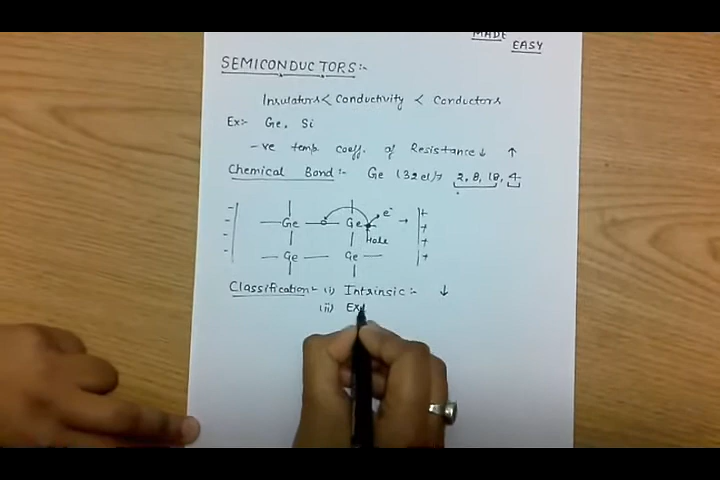 MADE
EASY
SEMICONDUCTORS:-
Insulators < Conductivity < Conductors
Ex:- Ge, Si
-ve temp. coeff. of Resistance ↓ ↑
Chemical Bond :- Ge (32 el) → 2, 8, 18, 4
e⁻
- Ge Ge → +
Hole
Ge Ge
Classification:- (i) Intrinsic :- ↓
(ii) Ext